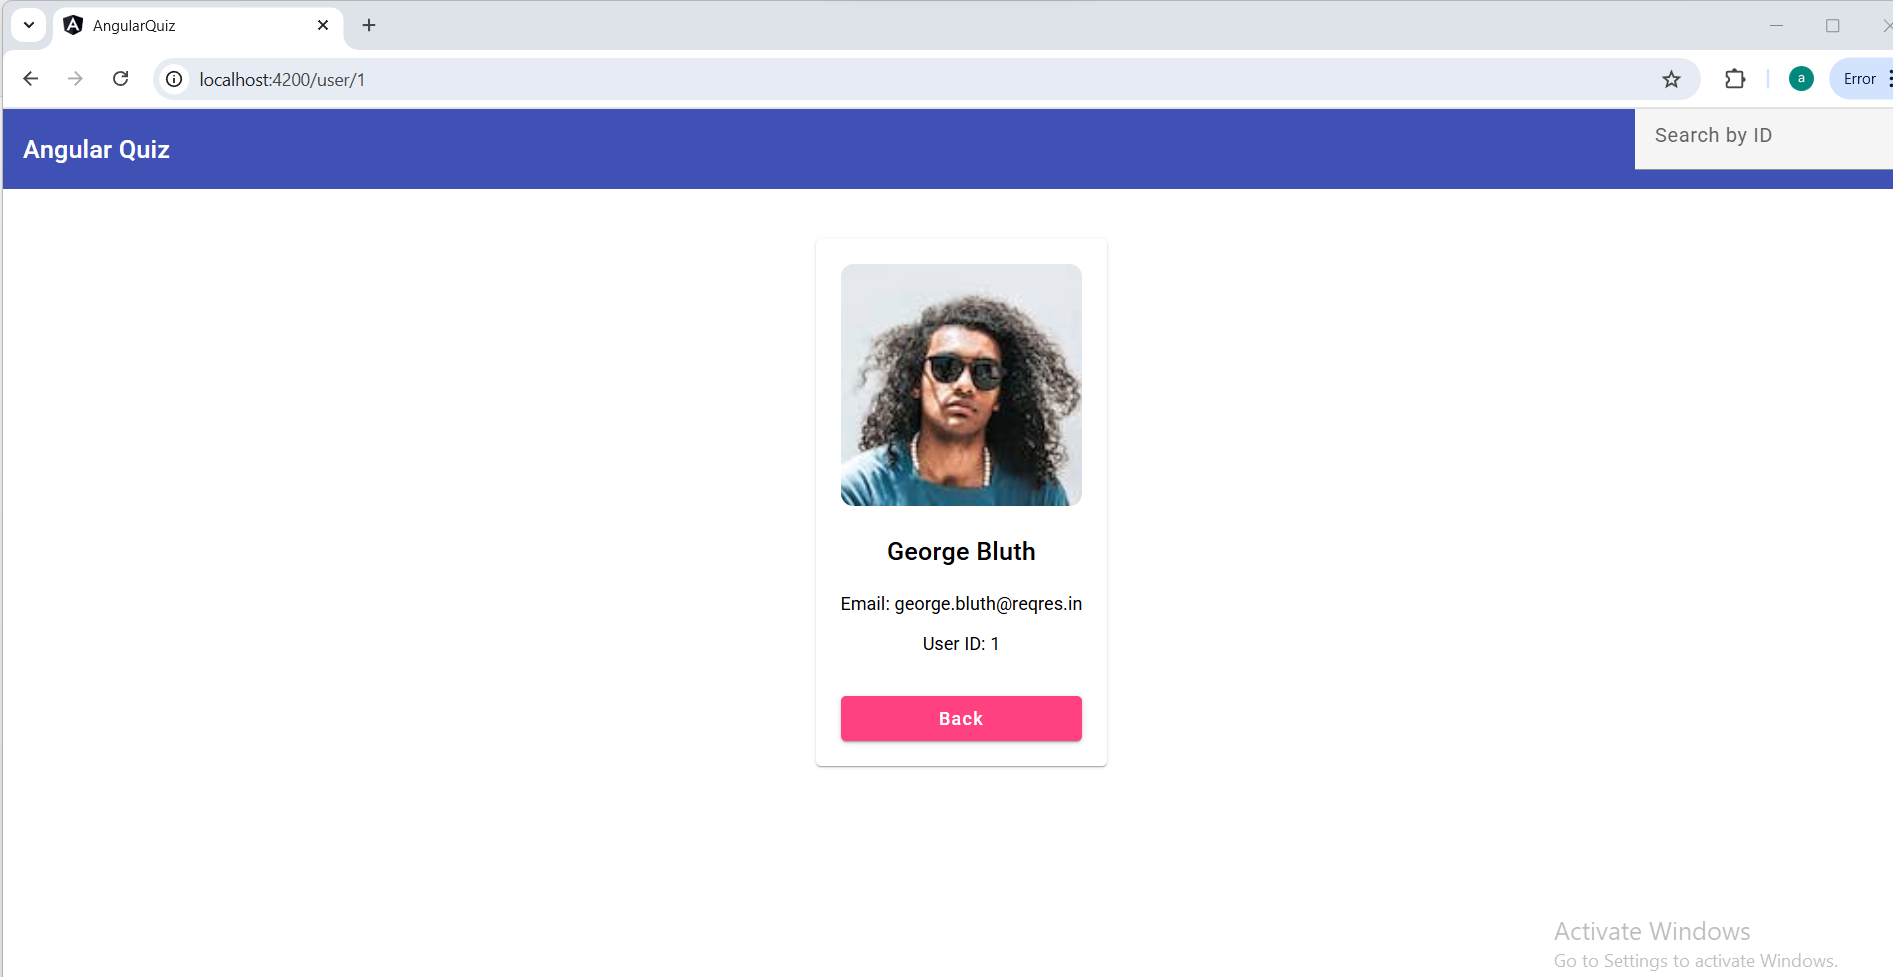 AngularQuiz
localhost:4200/user/1
a
Error
Angular Quiz
Search by ID
George Bluth
Email: george.bluth@reqres.in
User ID: 1
Back
Activate Windows
Go to Settings to activate Windows.